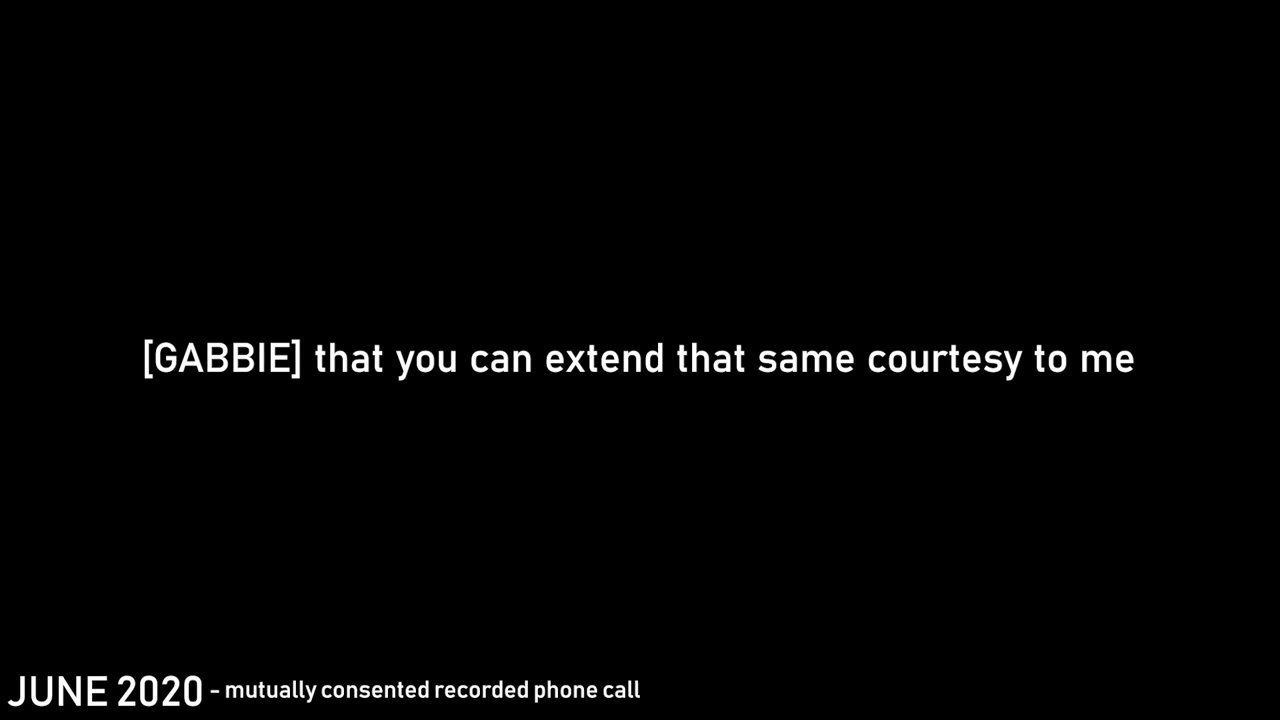 [GABBIE] that you can extend that same courtesy to me
JUNE 2020 - mutually consented recorded phone call